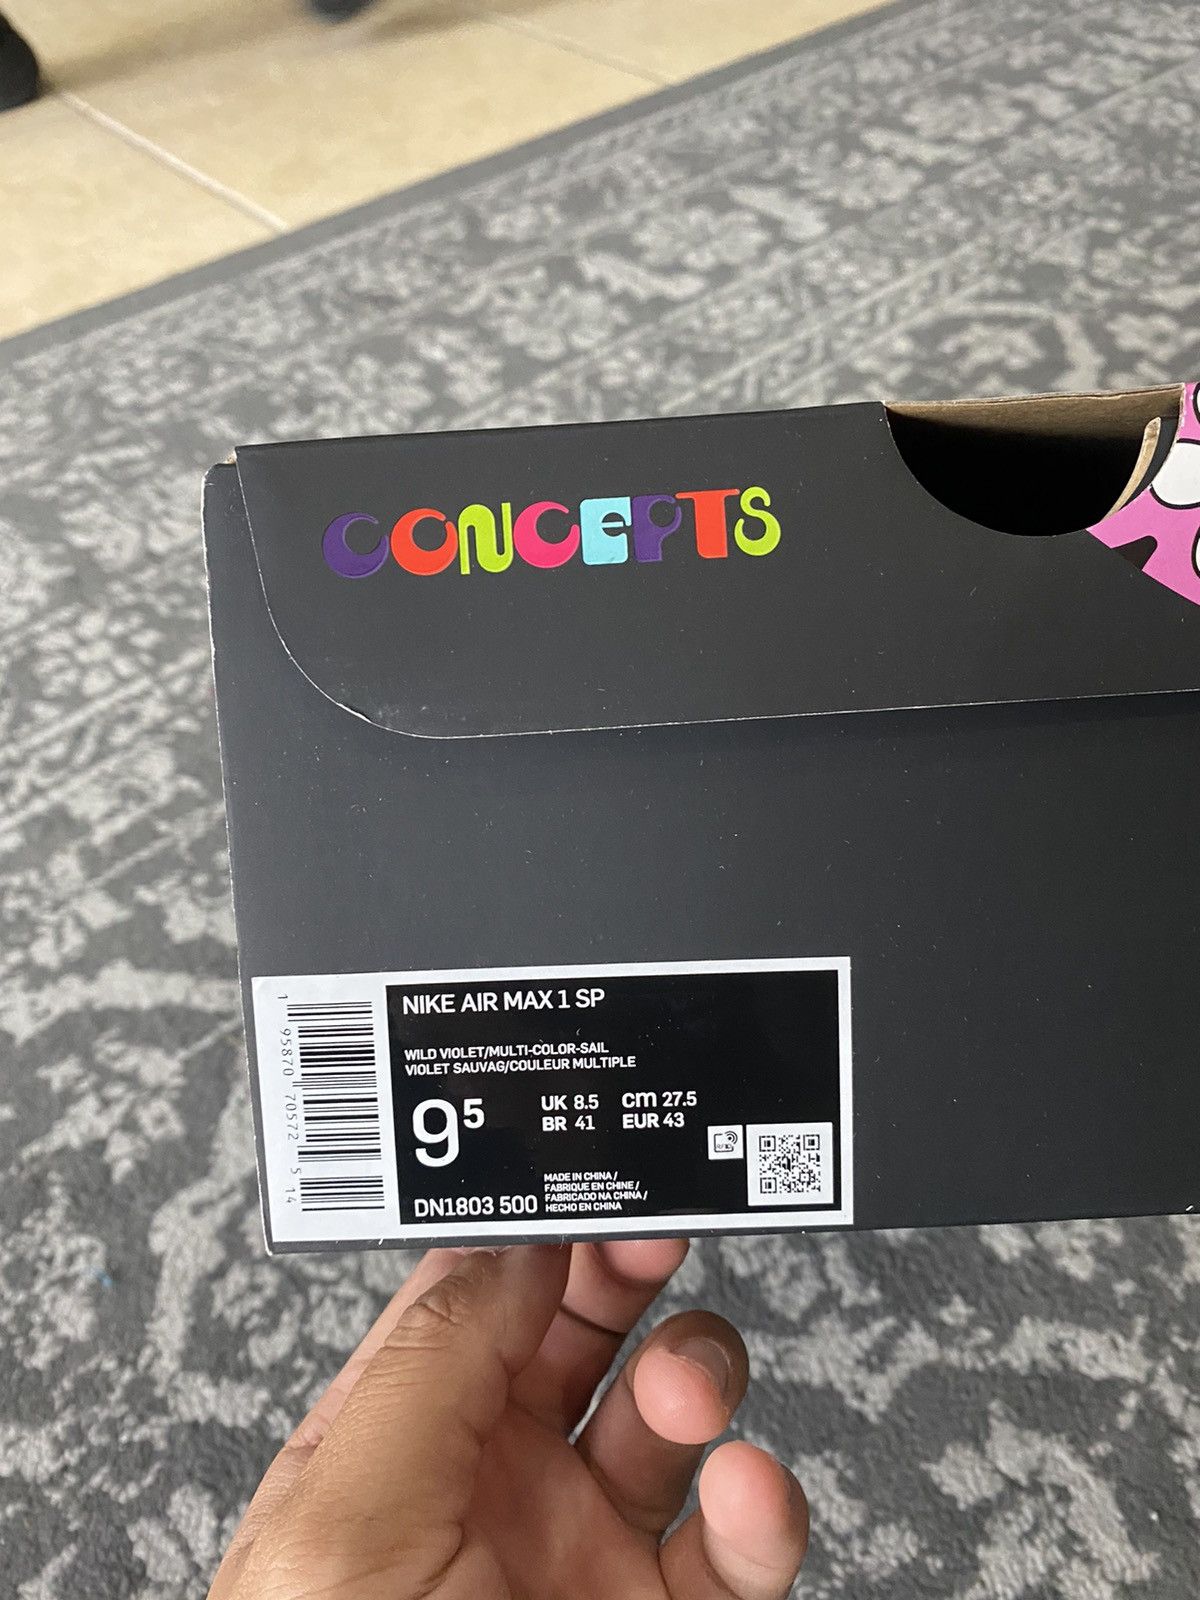 CONCEPTS
NIKE AIR MAX 1 SP
WILD VIOLET/MULTI-COLOR-SAIL
VIOLET SAUVAG/COULEUR MULTIPLE
9⁵
UK 8.5 cm 27.5
BR 41 EUR 43
MADE IN CHINA /
FABRIQUE EN CHINE /
FABRICADO NA CHINA /
HECHO EN CHINA
DN1803 500
1 95870 70572 5 14